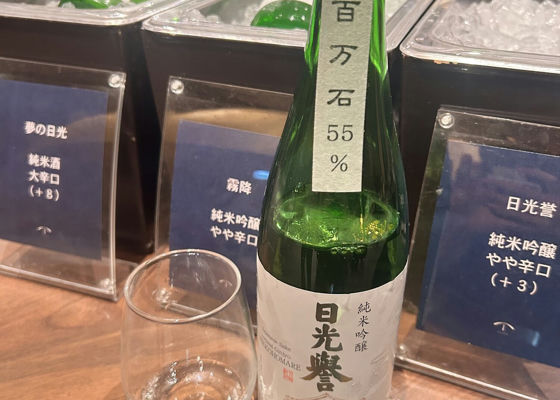 夢の日光
純米酒
大辛口
(+8)
霧降
純米吟醸
やや辛口
百万石
55
%
純米吟醸
日光誉
日光誉
純米吟醸
やや辛口
(+3)